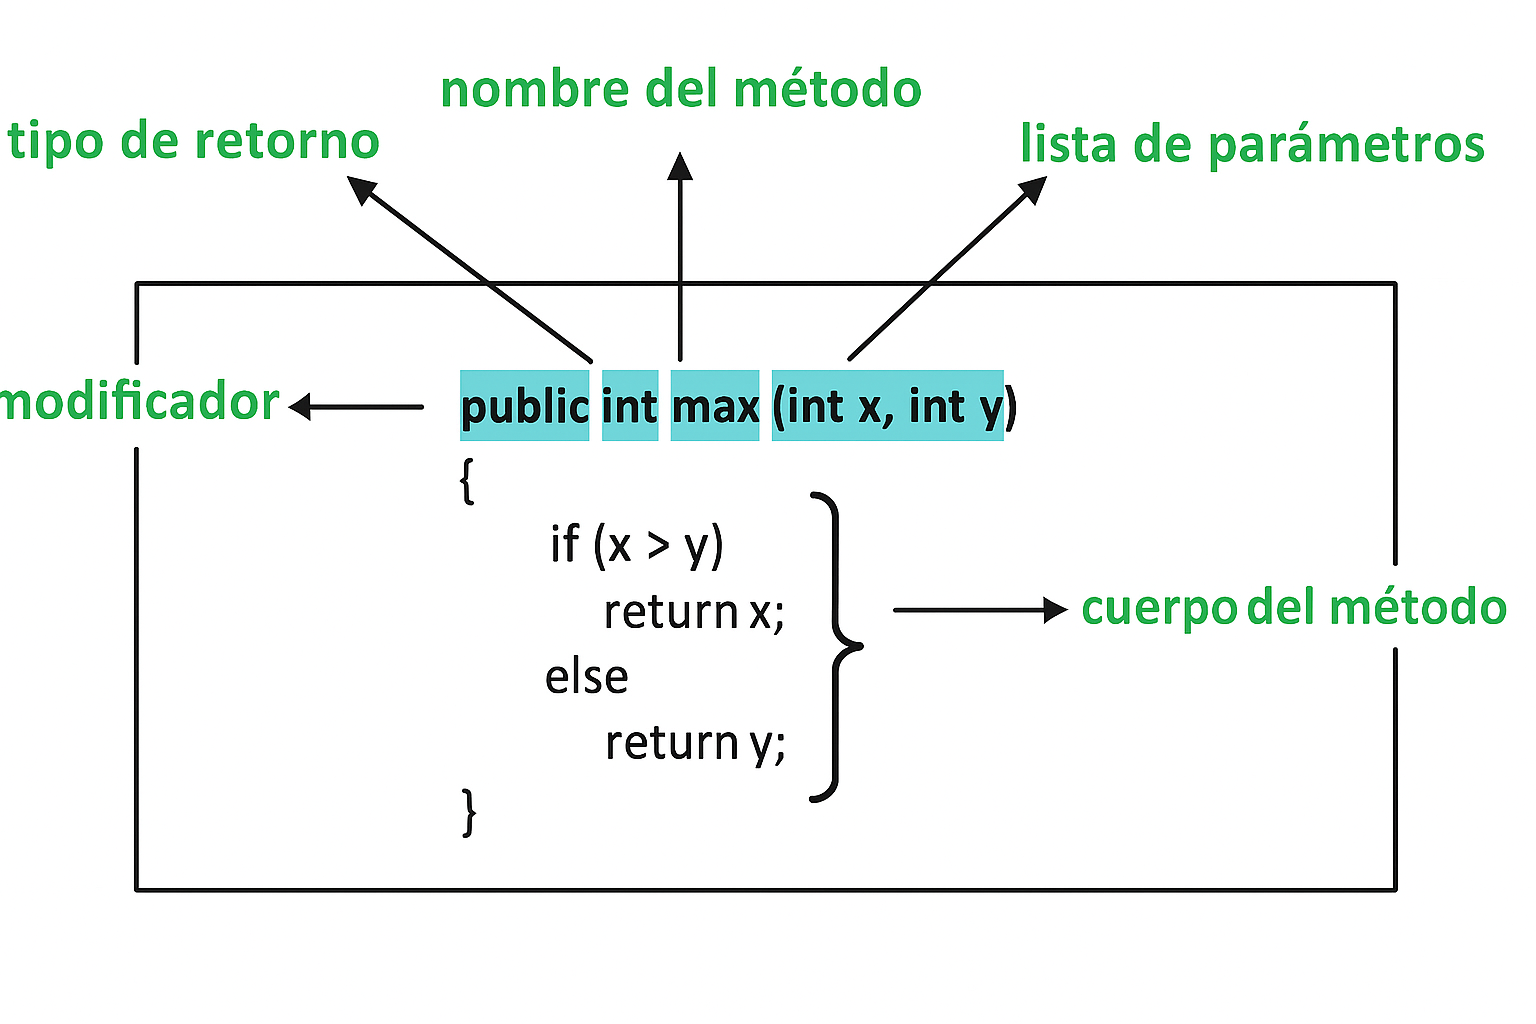 nombre del método
tipo de retorno
lista de parámetros
modificador
public int max (int x, int y)
{
if (x > y)
return x;
else
return y;
}
cuerpo del método